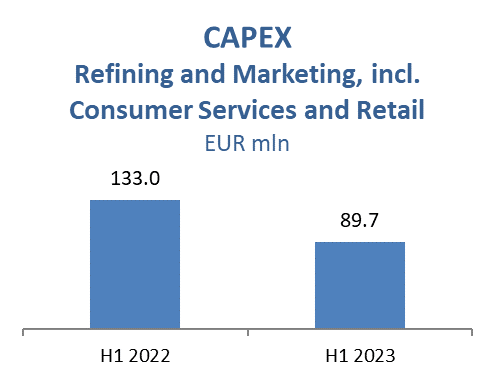 CAPEX
Refining and Marketing, incl.
Consumer Services and Retail
EUR mln
133.0
89.7
H1 2022
H1 2023